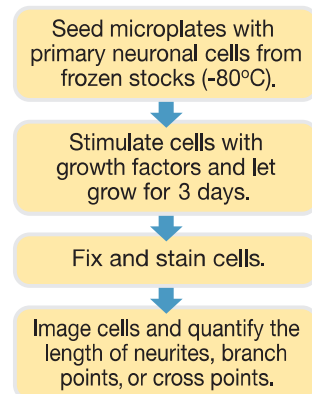 Seed microplates with
primary neuronal cells from
frozen stocks (-80°C).
Stimulate cells with
growth factors and let
grow for 3 days.
Fix and stain cells.
Image cells and quantify the
length of neurites, branch
points, or cross points.